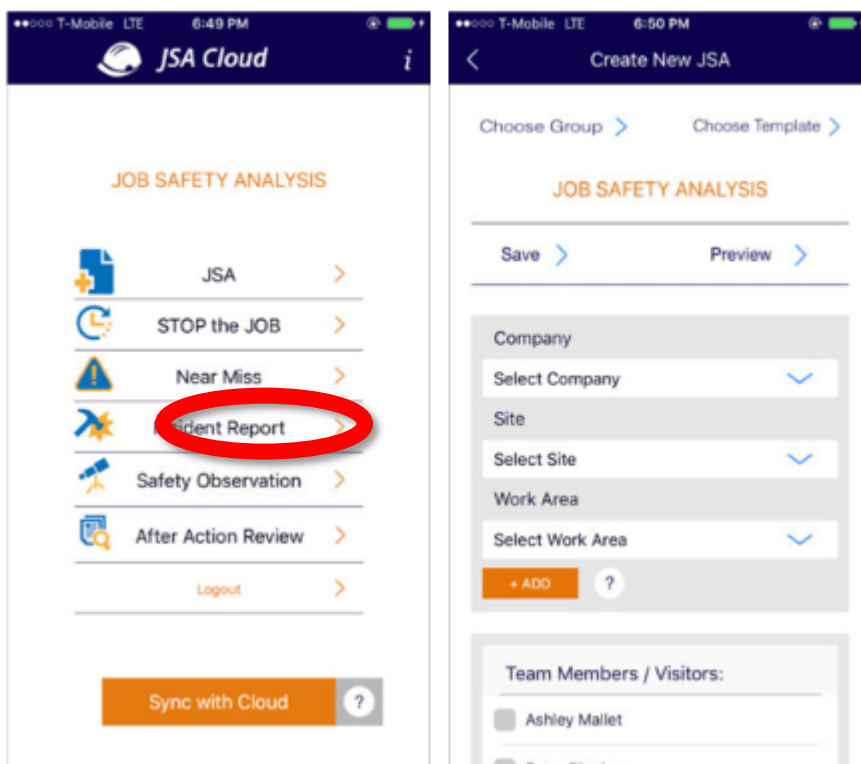 T-Mobile LTE 6:49 PM
JSA Cloud i
JOB SAFETY ANALYSIS
JSA
STOP the JOB
Near Miss
Incident Report
Safety Observation
After Action Review
Logout
Sync with Cloud ?
T-Mobile LTE 6:50 PM
Create New JSA
Choose Group Choose Template
JOB SAFETY ANALYSIS
Save Preview
Company
Select Company
Site
Select Site
Work Area
Select Work Area
+ ADD ?
Team Members / Visitors:
Ashley Mallet